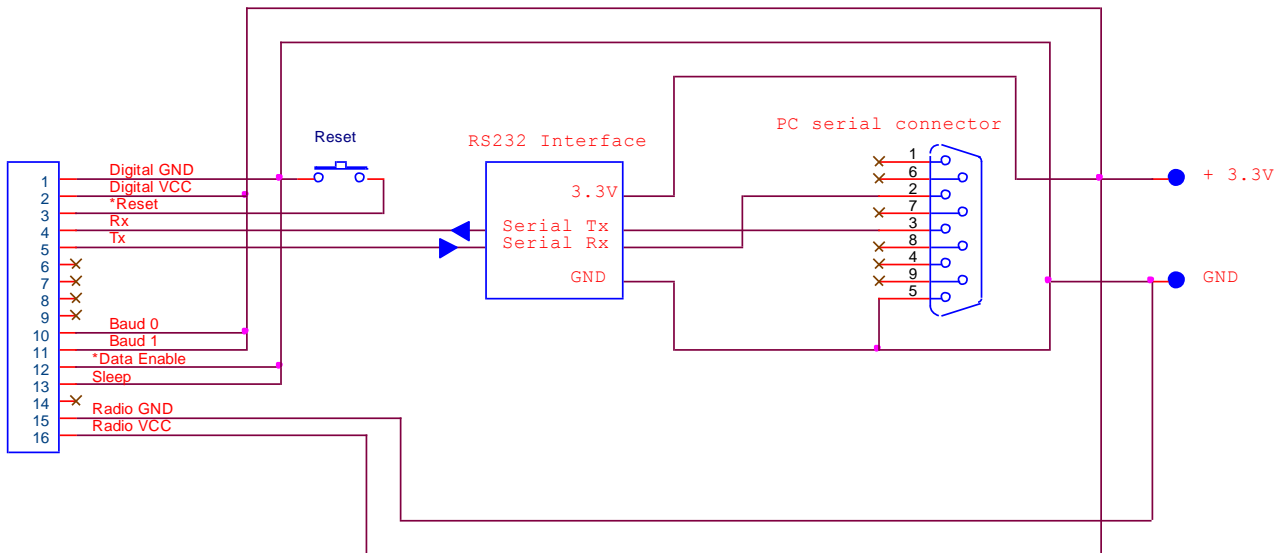 Reset
RS232 Interface
PC serial connector
1 Digital GND
2 Digital VCC
3 *Reset
4 Rx
5 Tx
6
7
8
9
10 Baud 0
11 Baud 1
12 *Data Enable
13 Sleep
14
15 Radio GND
16 Radio VCC
3.3V
Serial Tx
Serial Rx
GND
1
6
2
7
3
8
4
9
5
+ 3.3V
GND